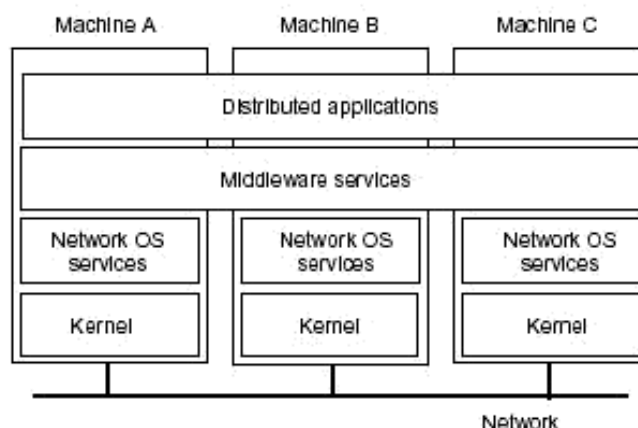 Machine A
Machine B
Machine C
Distributed applications
Middleware services
Network OS
services
Network OS
services
Network OS
services
Kernel
Kernel
Kernel
Network